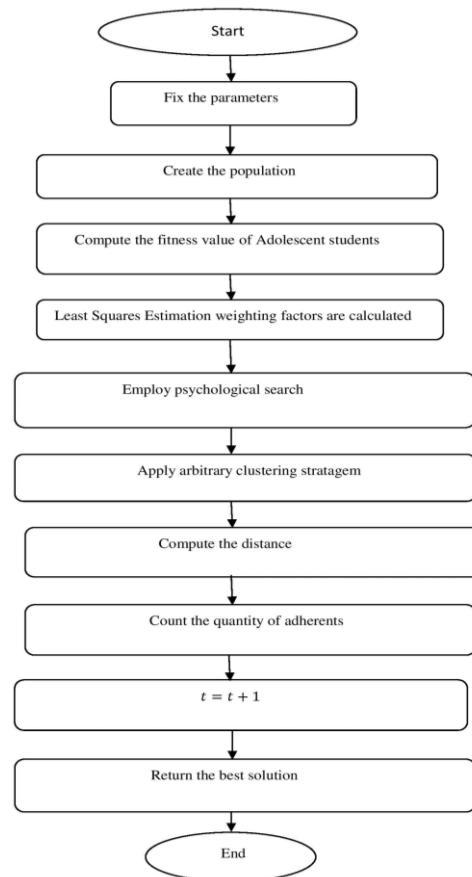 Start
Fix the parameters
Create the population
Compute the fitness value of Adolescent students
Least Squares Estimation weighting factors are calculated
Employ psychological search
Apply arbitrary clustering stratagem
Compute the distance
Count the quantity of adherents
t = t + 1
Return the best solution
End